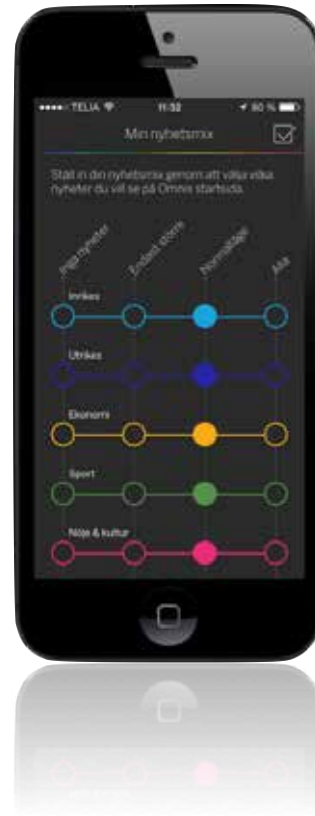 TELIA 11:32 80 %
Min nyhetsmix
Ställ in din nyhetsmix genom att välja vilka
nyheter du vill se på Omnis startsida.
Inga nyheter
Endast större
Normalläge
Alla
Inrikes
Utrikes
Ekonomi
Sport
Nöje & kultur